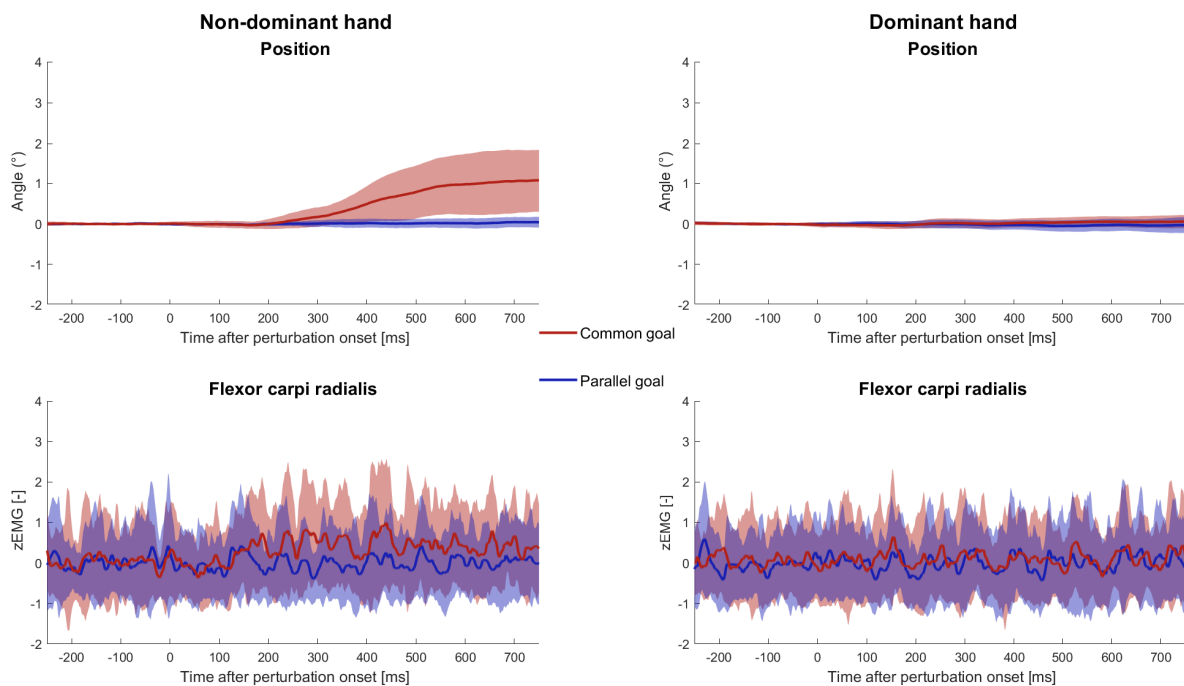 Non-dominant hand
Position
4
3
2
1
0
-1
-2
Angle (°)
-200 -100 0 100 200 300 400 500 600 700
Time after perturbation onset [ms]
Dominant hand
Position
4
3
2
1
0
-1
-2
Angle (°)
-200 -100 0 100 200 300 400 500 600 700
Time after perturbation onset [ms]
Common goal
Parallel goal
Flexor carpi radialis
4
3
2
1
0
-1
-2
zEMG [-]
-200 -100 0 100 200 300 400 500 600 700
Time after perturbation onset [ms]
Flexor carpi radialis
4
3
2
1
0
-1
-2
zEMG [-]
-200 -100 0 100 200 300 400 500 600 700
Time after perturbation onset [ms]